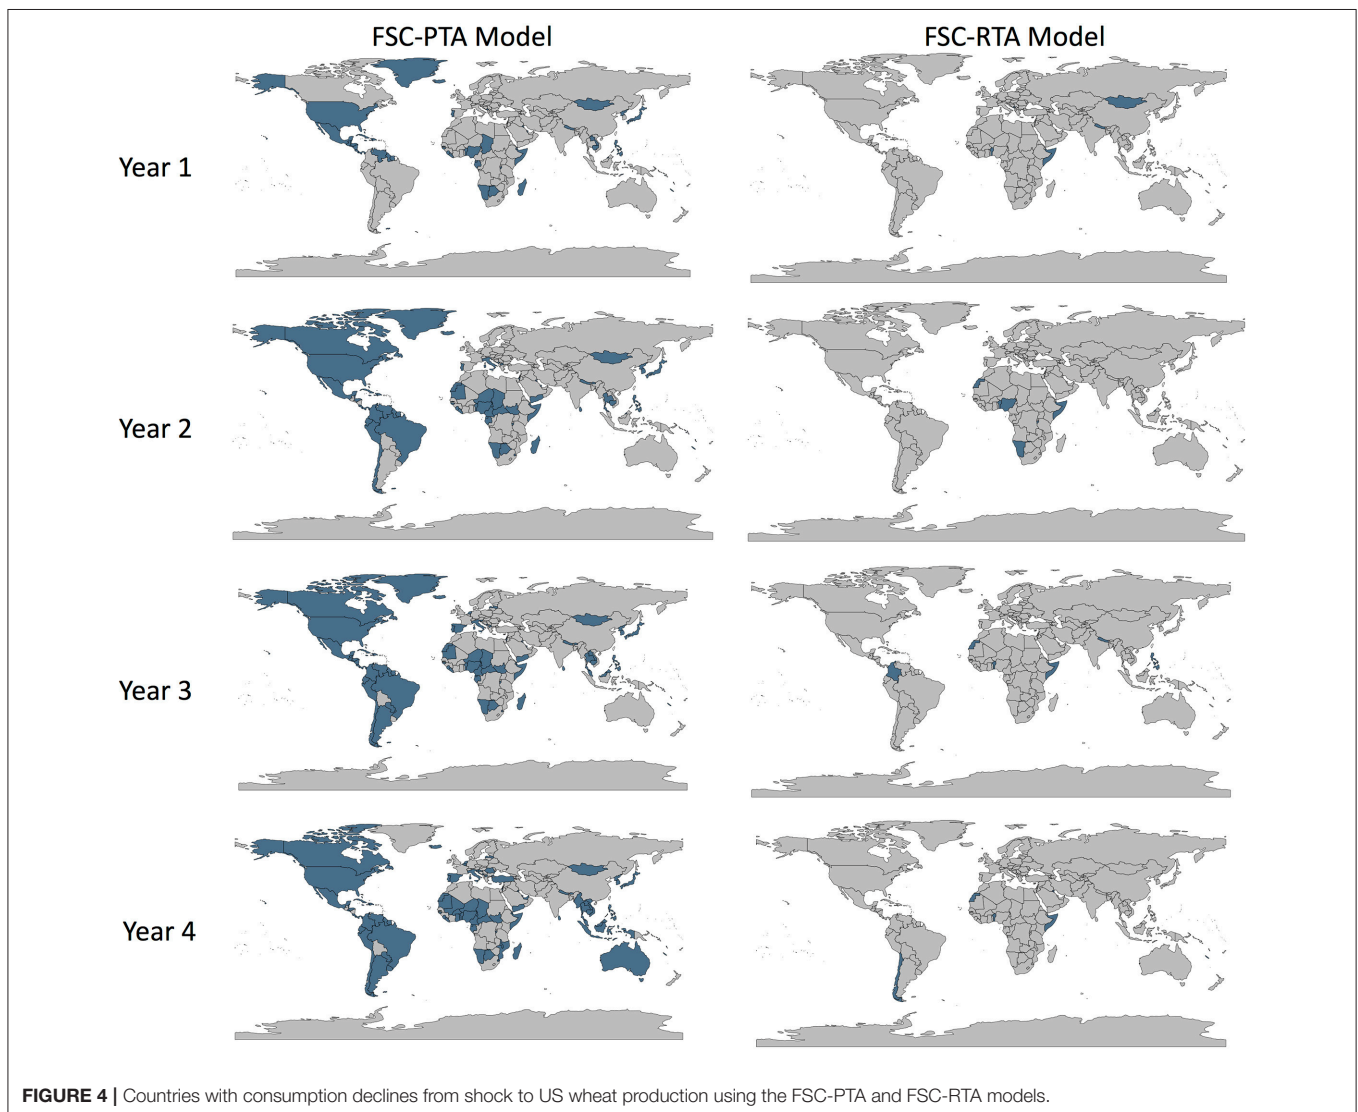 FSC-PTA Model
FSC-RTA Model
Year 1
Year 2
Year 3
Year 4
FIGURE 4 | Countries with consumption declines from shock to US wheat production using the FSC-PTA and FSC-RTA models.